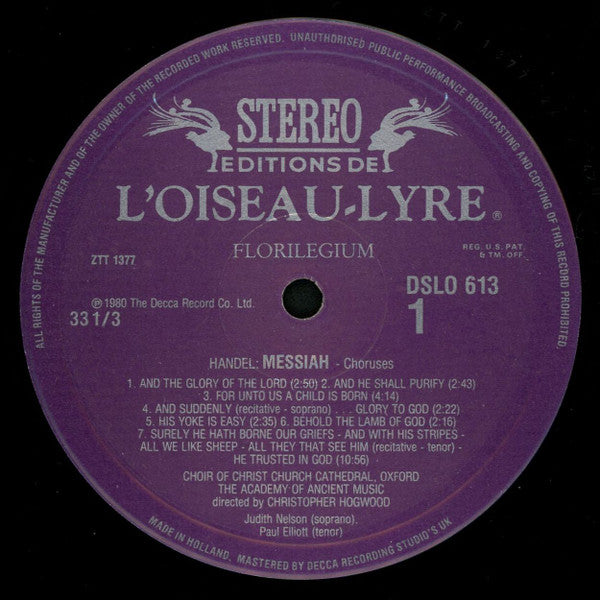 ALL RIGHTS OF THE MANUFACTURER AND OF THE OWNER OF THE RECORDED WORK RESERVED. UNAUTHORISED PUBLIC PERFORMANCE BROADCASTING AND COPYING OF THIS RECORD PROHIBITED.
STEREO
EDITIONS DE
L'OISEAU-LYRE ®
FLORILEGIUM
ZTT 1377
REG. U.S. PAT.
& TM. OFF.
DSLO 613
℗ 1980 The Decca Record Co. Ltd.
33 1/3
1
HANDEL: MESSIAH - Choruses
1. AND THE GLORY OF THE LORD (2:50) 2. AND HE SHALL PURIFY (2:43)
3. FOR UNTO US A CHILD IS BORN (4:14)
4. AND SUDDENLY (recitative - soprano) . . . GLORY TO GOD (2:22)
5. HIS YOKE IS EASY (2:35) 6. BEHOLD THE LAMB OF GOD (2:16)
7. SURELY HE HATH BORNE OUR GRIEFS - AND WITH HIS STRIPES -
ALL WE LIKE SHEEP - ALL THEY THAT SEE HIM (recitative - tenor) -
HE TRUSTED IN GOD (10:56)
CHOIR OF CHRIST CHURCH CATHEDRAL, OXFORD
THE ACADEMY OF ANCIENT MUSIC
directed by CHRISTOPHER HOGWOOD
Judith Nelson (soprano).
Paul Elliott (tenor)
MADE IN HOLLAND. MASTERED BY DECCA RECORDING STUDIO'S UK